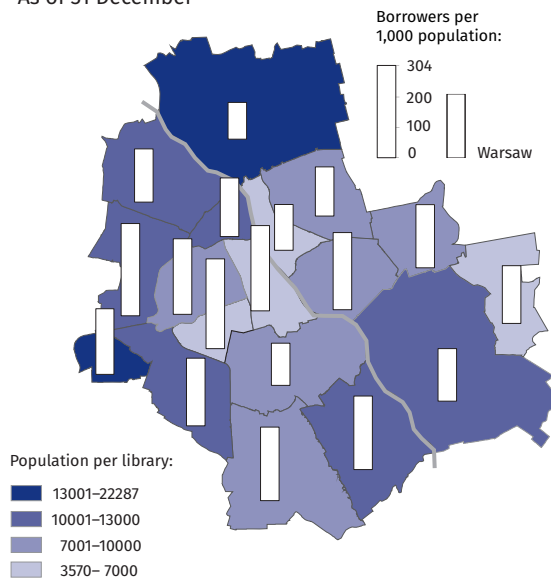 As of 31 December
Borrowers per
1,000 population:
304
200
100
0
Warsaw
Population per library:
13001–22287
10001–13000
7001–10000
3570– 7000